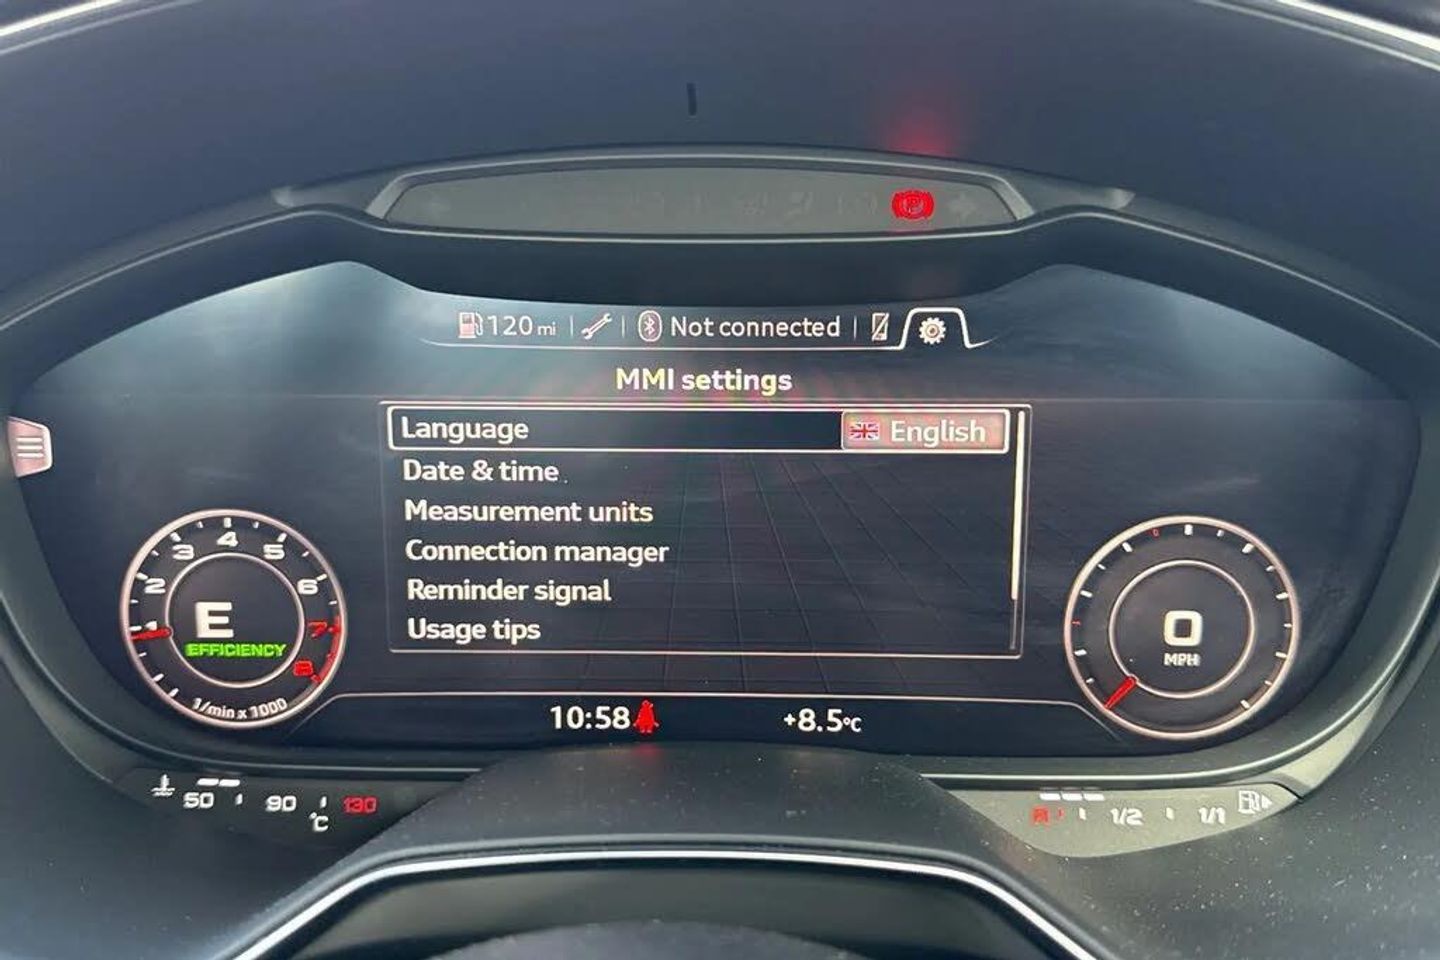 (P)
120 mi Not connected
MMI settings
Language English
Date & time
Measurement units
Connection manager
Reminder signal
Usage tips
1 2 3 4 5 6 7 8
E
EFFICIENCY
1/min x 1000
0
MPH
10:58 +8.5°C
50 90 130
°C
1/2 1/1